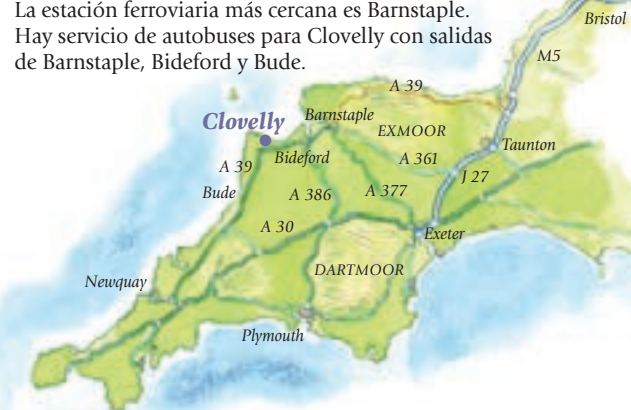 La estación ferroviaria más cercana es Barnstaple.
Hay servicio de autobuses para Clovelly con salidas
de Barnstaple, Bideford y Bude.
Bristol
M5
A 39
Barnstaple
Clovelly
EXMOOR
Taunton
Bideford
A 361
A 39
J 27
Bude
A 386
A 377
A 30
Exeter
DARTMOOR
Newquay
Plymouth